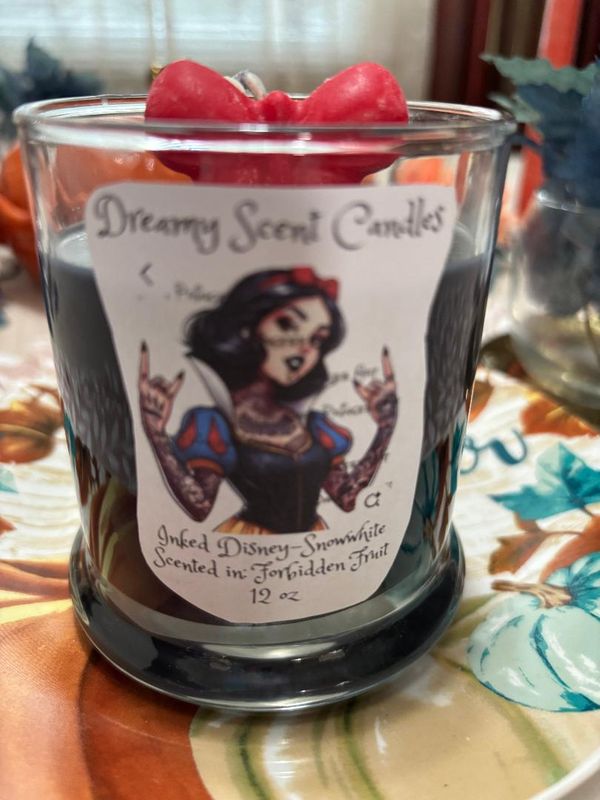 Dreamy Scent Candles
Inked Disney-Snowwhite
Scented in: Forbidden Fruit
12 oz